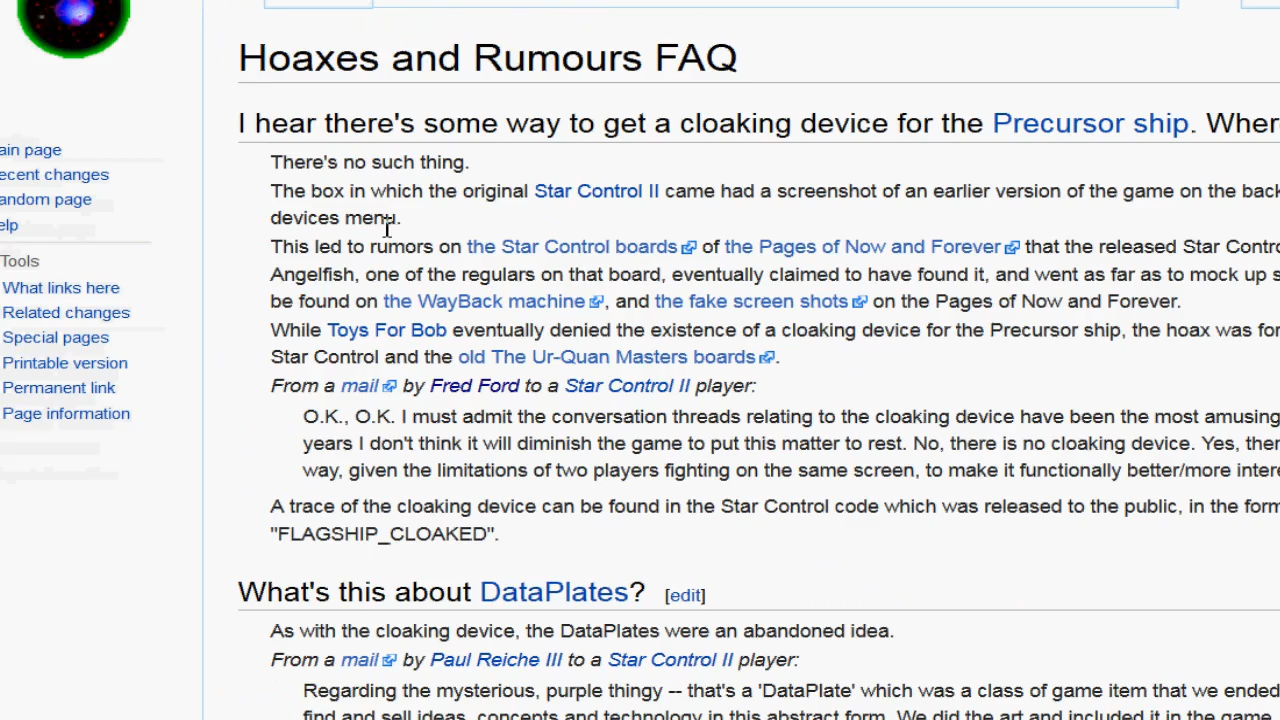 Hoaxes and Rumours FAQ
I hear there's some way to get a cloaking device for the Precursor ship. Wher
ain page
There's no such thing.
ecent changes
The box in which the original Star Control II came had a screenshot of an earlier version of the game on the back
andom page
devices menu.
elp
This led to rumors on the Star Control boards of the Pages of Now and Forever that the released Star Contro
Tools
Angelfish, one of the regulars on that board, eventually claimed to have found it, and went as far as to mock up s
What links here
be found on the WayBack machine, and the fake screen shots on the Pages of Now and Forever.
Related changes
While Toys For Bob eventually denied the existence of a cloaking device for the Precursor ship, the hoax was for
Special pages
Star Control and the old The Ur-Quan Masters boards.
Printable version
From a mail by Fred Ford to a Star Control II player:
Permanent link
Page information
O.K., O.K. I must admit the conversation threads relating to the cloaking device have been the most amusing
years I don't think it will diminish the game to put this matter to rest. No, there is no cloaking device. Yes, ther
way, given the limitations of two players fighting on the same screen, to make it functionally better/more intere
A trace of the cloaking device can be found in the Star Control code which was released to the public, in the form
"FLAGSHIP_CLOAKED".
What's this about DataPlates? [edit]
As with the cloaking device, the DataPlates were an abandoned idea.
From a mail by Paul Reiche III to a Star Control II player:
Regarding the mysterious, purple thingy -- that's a 'DataPlate' which was a class of game item that we ended
find and sell ideas, concepts and technology in this abstract form. We did the art and included it in the game